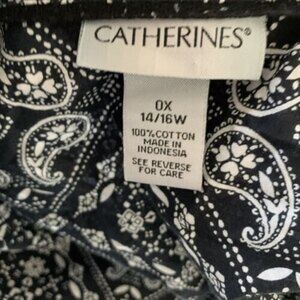 CATHERINES®
0X
14/16W
100% COTTON
MADE IN
INDONESIA
SEE REVERSE
FOR CARE